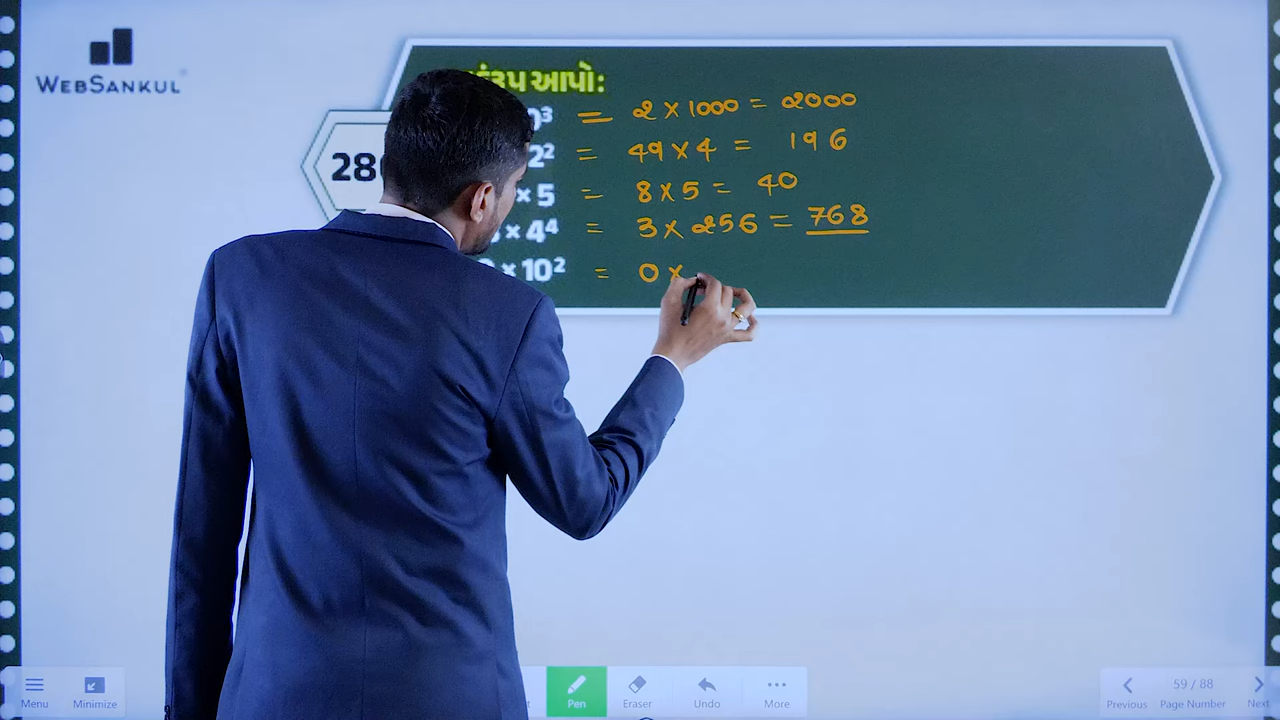 WEBSANKUL
આપો:
= 2 × 1000 = 2000
2² = 49 × 4 = 196
× 5 = 8 × 5 = 40
× 4⁴ = 3 × 256 = 768
× 10² = 0 ×
28
Menu
Minimize
Pen
Eraser
Undo
More
Previous
59 / 88
Page Number
Next